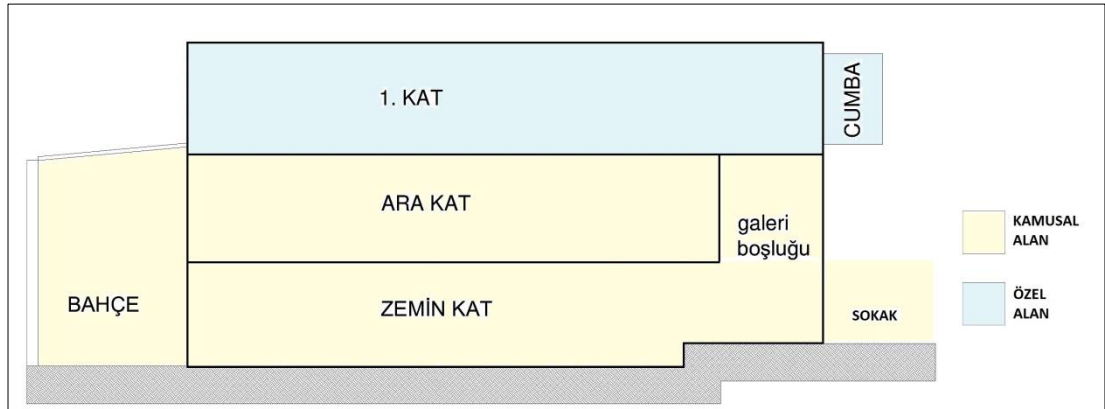 1. KAT
CUMBA
ARA KAT
galeri
boşluğu
BAHÇE
ZEMİN KAT
SOKAK
KAMUSAL
ALAN
ÖZEL
ALAN